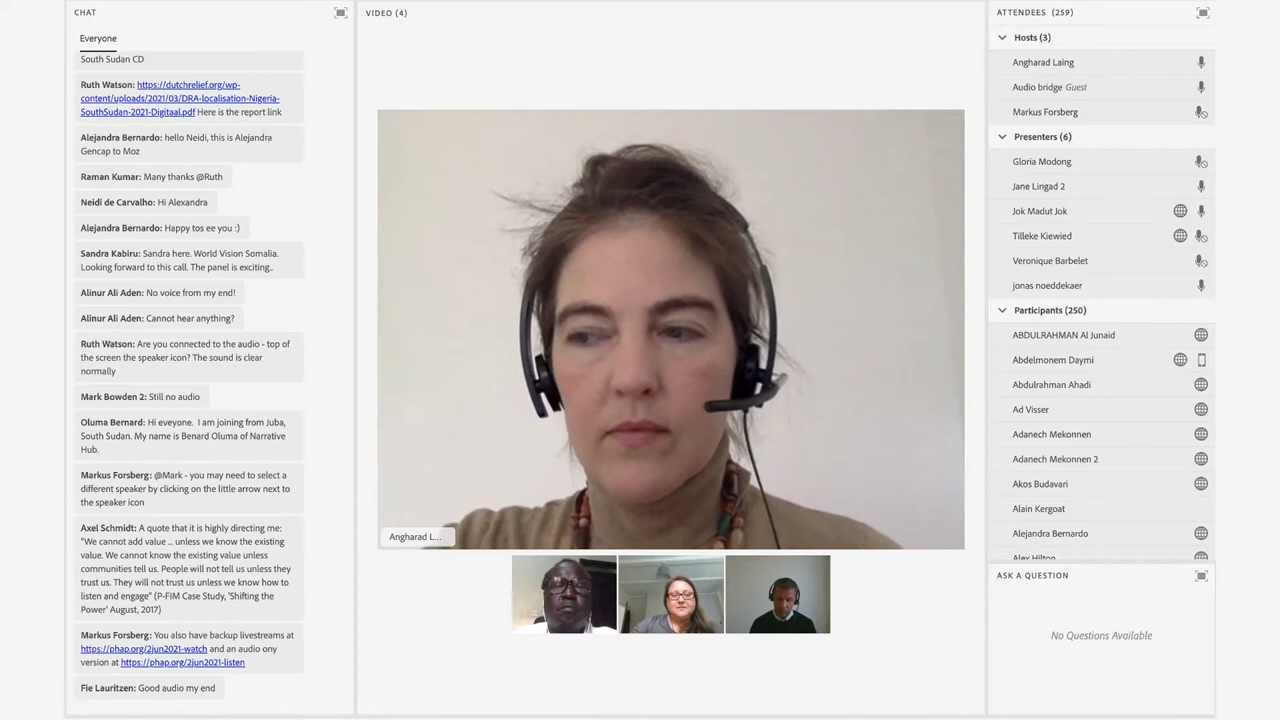 CHAT
Everyone
South Sudan CD
Ruth Watson: https://dutchrelief.org/wp-
content/uploads/2021/03/DRA-localisation-Nigeria-
SouthSudan-2021-Digitaal.pdf Here is the report link
Alejandra Bernardo: hello Neidi, this is Alejandra
Gencap to Moz
Raman Kumar: Many thanks @Ruth
Neidi de Carvalho: Hi Alexandra
Alejandra Bernardo: Happy tos ee you :)
Sandra Kabiru: Sandra here. World Vision Somalia.
Looking forward to this call. The panel is exciting..
Alinur Ali Aden: No voice from my end!
Alinur Ali Aden: Cannot hear anything?
Ruth Watson: Are you connected to the audio - top of
the screen the speaker icon? The sound is clear
normally
Mark Bowden 2: Still no audio
Oluma Bernard: Hi eveyone.  I am joining from Juba,
South Sudan. My name is Benard Oluma of Narrative
Hub.
Markus Forsberg: @Mark - you may need to select a
different speaker by clicking on the little arrow next to
the speaker icon
Axel Schmidt: A quote that it is highly directing me:
"We cannot add value ... unless we know the existing
value. We cannot know the existing value unless
communities tell us. People will not tell us unless they
trust us. They will not trust us unless we know how to
listen and engage" (P-FIM Case Study, 'Shifting the
Power' August, 2017)
Markus Forsberg: You also have backup livestreams at
https://phap.org/2jun2021-watch and an audio ony
version at https://phap.org/2jun2021-listen
Fie Lauritzen: Good audio my end
VIDEO (4)
Angharad L...
ATTENDEES (259)
Hosts (3)
Angharad Laing
Audio bridge Guest
Markus Forsberg
Presenters (6)
Gloria Modong
Jane Lingad 2
Jok Madut Jok
Tilleke Kiewied
Veronique Barbelet
jonas noeddekaer
Participants (250)
ABDULRAHMAN Al Junaid
Abdelmonem Daymi
Abdulrahman Ahadi
Ad Visser
Adanech Mekonnen
Adanech Mekonnen 2
Akos Budavari
Alain Kergoat
Alejandra Bernardo
Alex Hilton
ASK A QUESTION
No Questions Available